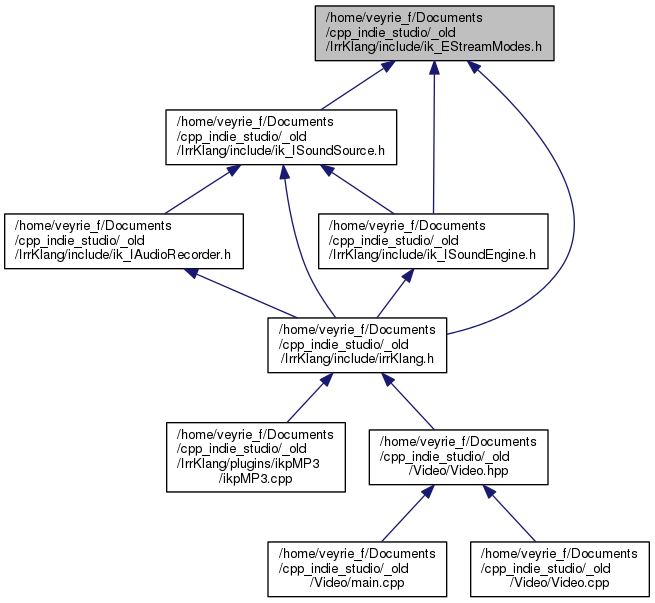 /home/veyrie_f/Documents
/cpp_indie_studio/_old
/IrrKlang/include/ik_EStreamModes.h
/home/veyrie_f/Documents
/cpp_indie_studio/_old
/IrrKlang/include/ik_ISoundSource.h
/home/veyrie_f/Documents
/cpp_indie_studio/_old
/IrrKlang/include/ik_IAudioRecorder.h
/home/veyrie_f/Documents
/cpp_indie_studio/_old
/IrrKlang/include/ik_ISoundEngine.h
/home/veyrie_f/Documents
/cpp_indie_studio/_old
/IrrKlang/include/irrKlang.h
/home/veyrie_f/Documents
/cpp_indie_studio/_old
/IrrKlang/plugins/ikpMP3
/ikpMP3.cpp
/home/veyrie_f/Documents
/cpp_indie_studio/_old
/Video/Video.hpp
/home/veyrie_f/Documents
/cpp_indie_studio/_old
/Video/main.cpp
/home/veyrie_f/Documents
/cpp_indie_studio/_old
/Video/Video.cpp